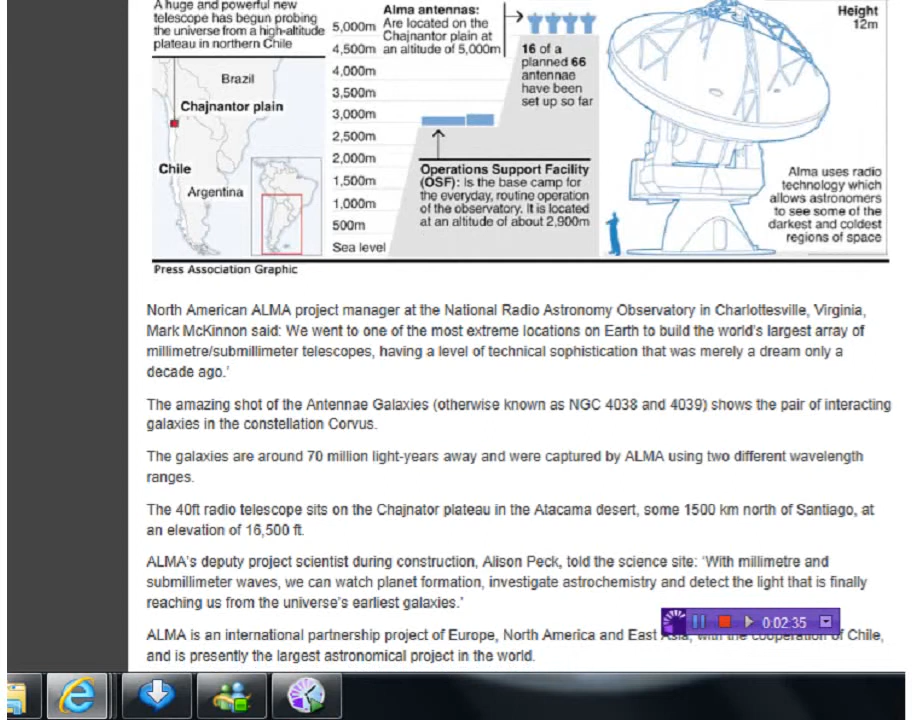 A huge and powerful new
telescope has begun probing
the universe from a high-altitude
plateau in northern Chile
Brazil
Chajnantor plain
Chile
Argentina
5,000m
4,500m
4,000m
3,500m
3,000m
2,500m
2,000m
1,500m
1,000m
500m
Sea level
Alma antennas:
Are located on the
Chajnantor plain at
an altitude of 5,000m
16 of a
planned 66
antennae
have been
set up so far
Operations Support Facility
(OSF): Is the base camp for
the everyday, routine operation
of the observatory. It is located
at an altitude of about 2,900m
Height
12m
Alma uses radio
technology which
allows astronomers
to see some of the
darkest and coldest
regions of space
Press Association Graphic
North American ALMA project manager at the National Radio Astronomy Observatory in Charlottesville, Virginia,
Mark McKinnon said: We went to one of the most extreme locations on Earth to build the world's largest array of
millimetre/submillimeter telescopes, having a level of technical sophistication that was merely a dream only a
decade ago.'
The amazing shot of the Antennae Galaxies (otherwise known as NGC 4038 and 4039) shows the pair of interacting
galaxies in the constellation Corvus.
The galaxies are around 70 million light-years away and were captured by ALMA using two different wavelength
ranges.
The 40ft radio telescope sits on the Chajnator plateau in the Atacama desert, some 1500 km north of Santiago, at
an elevation of 16,500 ft.
ALMA's deputy project scientist during construction, Alison Peck, told the science site: 'With millimetre and
submillimeter waves, we can watch planet formation, investigate astrochemistry and detect the light that is finally
reaching us from the universe's earliest galaxies.'
0:02:35
ALMA is an international partnership project of Europe, North America and East Asia, with the cooperation of Chile,
and is presently the largest astronomical project in the world.